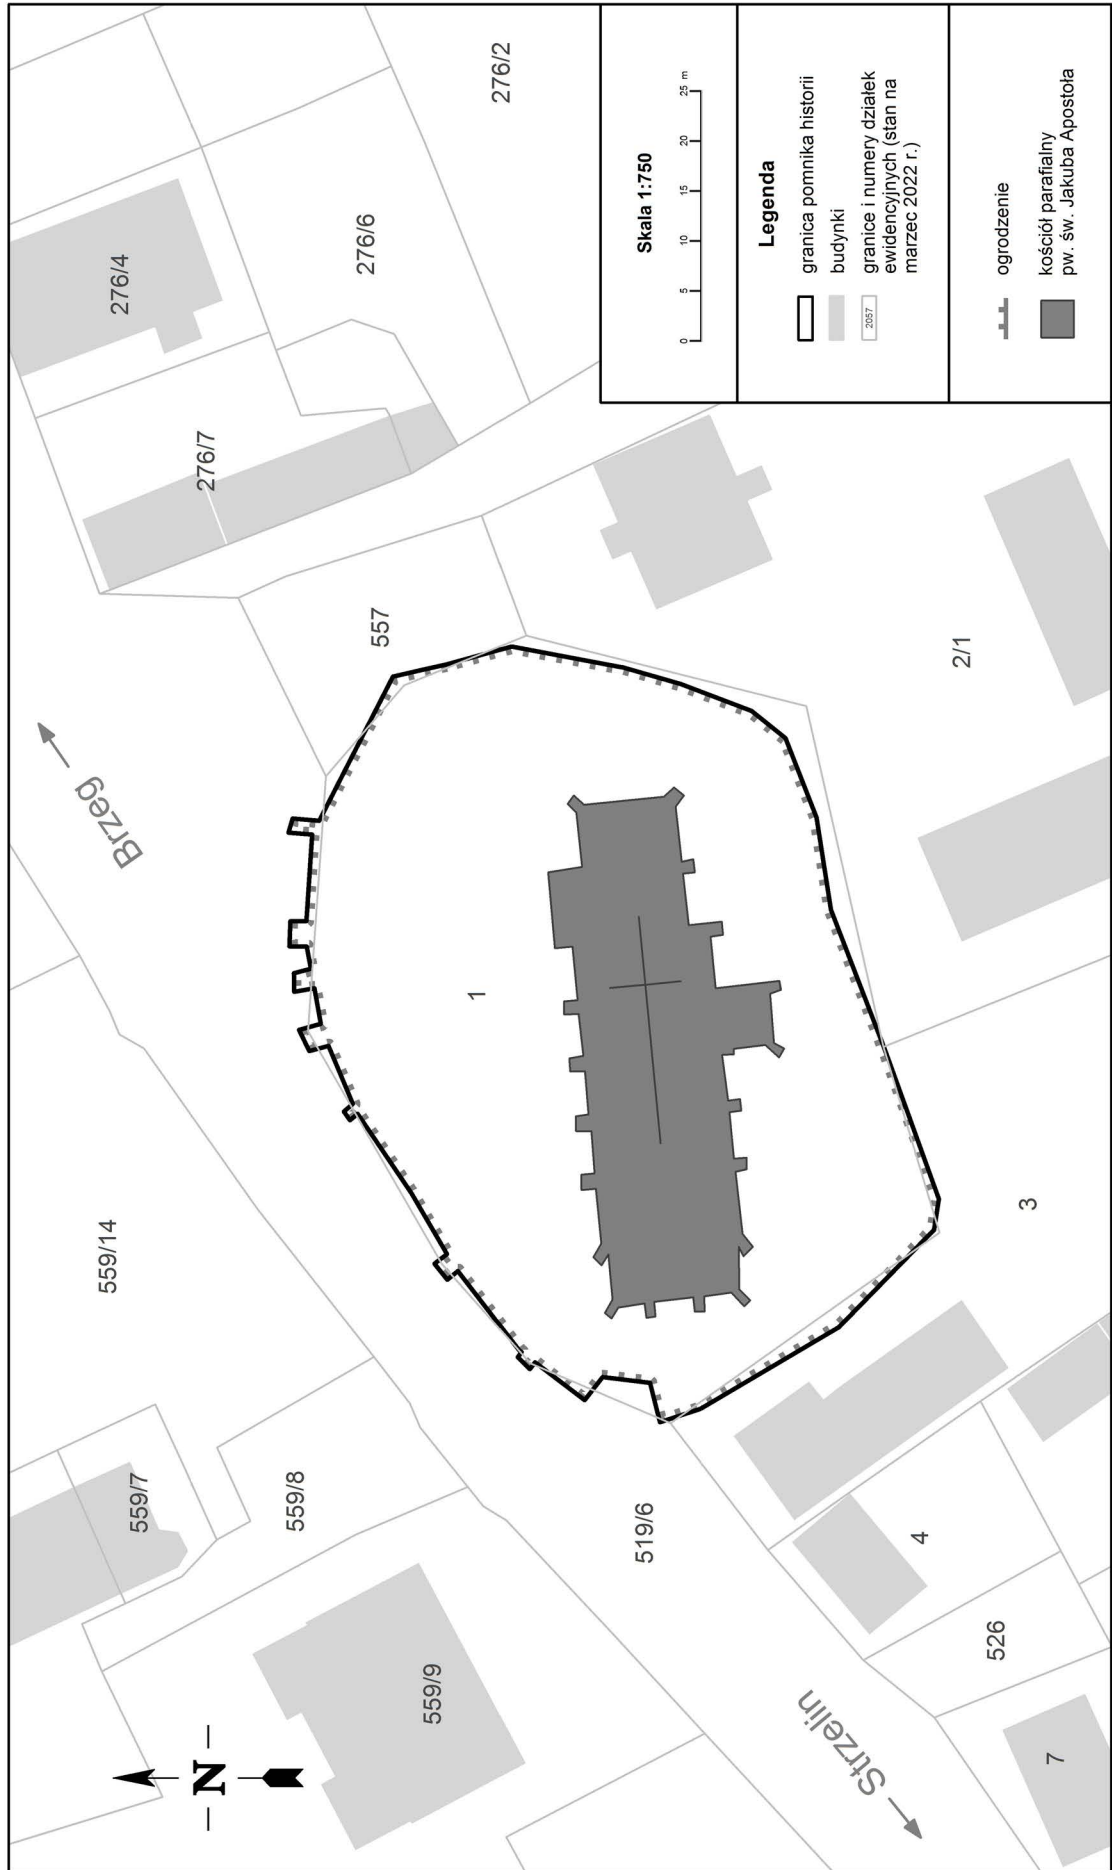 276/2
276/4
276/6
276/7
557
Brzeg
1
2/1
559/14
3
559/7
559/8
519/6
4
526
559/9
Strzelin
7
N
Skala 1:750
0 5 10 15 20 25 m
Legenda
granica pomnika historii
budynki
2057
granice i numery działek
ewidencyjnych (stan na
marzec 2022 r.)
ogrodzenie
kościół parafialny
pw. św. Jakuba Apostoła